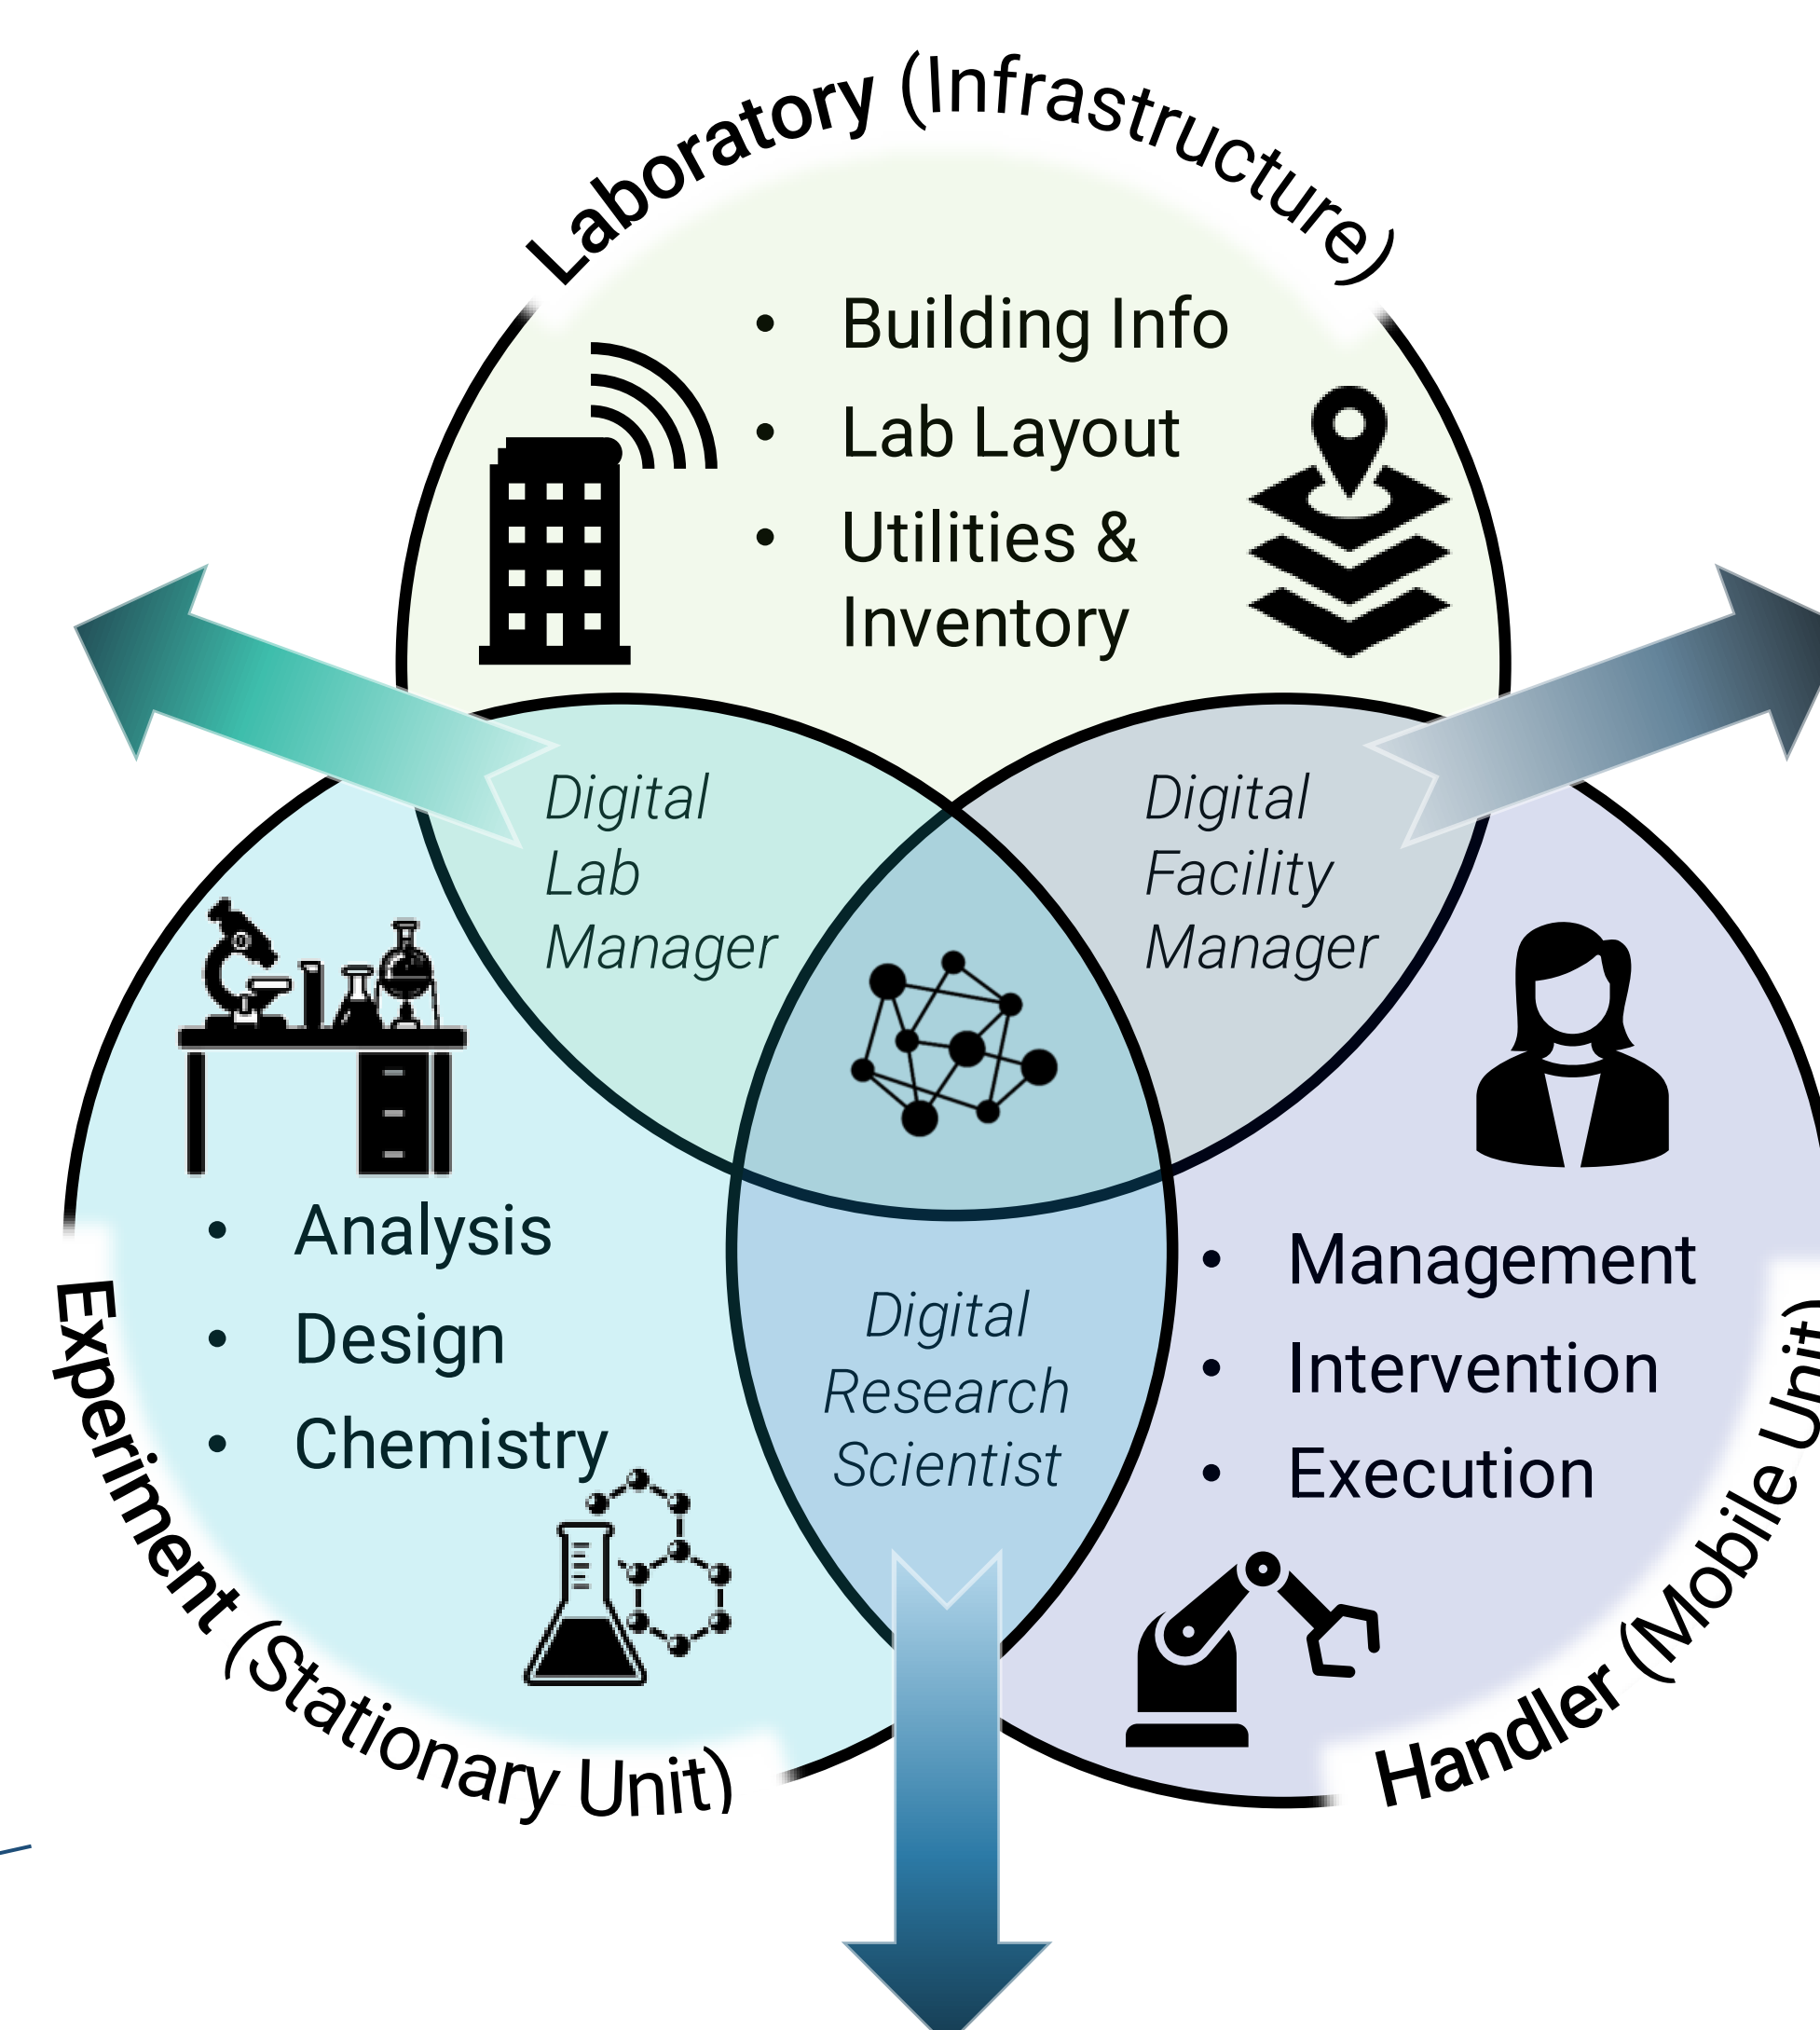 Laboratory (Infrastructure)
• Building Info
• Lab Layout
• Utilities &
Inventory
Digital
Lab
Manager
Digital
Facility
Manager
• Analysis
• Design
• Chemistry
Digital
Research
Scientist
• Management
• Intervention
• Execution
Experiment (Stationary Unit)
Handler (Mobile Unit)